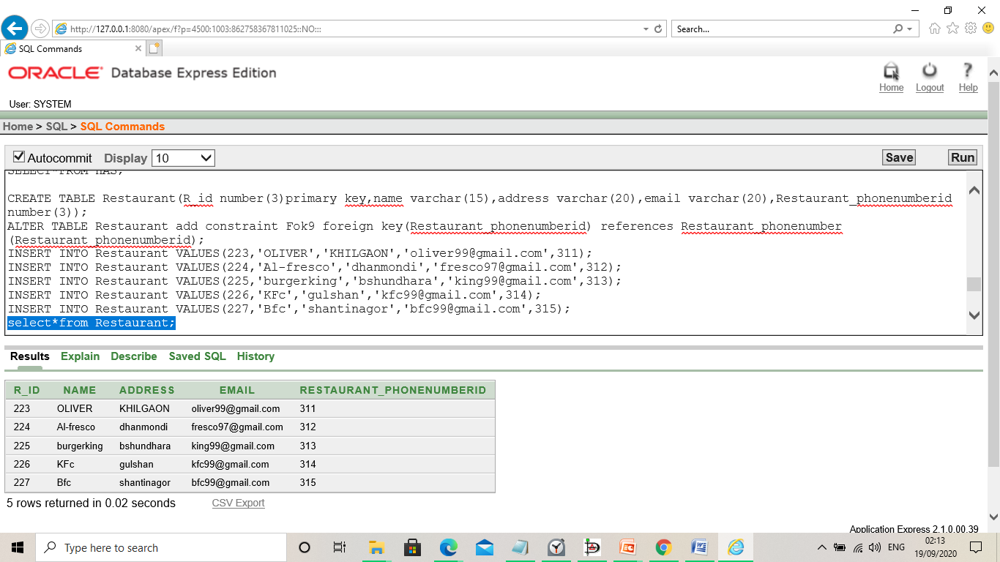 http://127.0.0.1:8080/apex/f?p=4500:1003:862758367811025::NO:::
Search...
SQL Commands
ORACLE Database Express Edition
Home Logout Help
User: SYSTEM
Home > SQL > SQL Commands
Autocommit Display 10 Save Run
SELECT*FROM HAS;
CREATE TABLE Restaurant(R_id number(3)primary key,name varchar(15),address varchar(20),email varchar(20),Restaurant_phonenumberid
number(3));
ALTER TABLE Restaurant add constraint Fok9 foreign key(Restaurant_phonenumberid) references Restaurant_phonenumber
(Restaurant_phonenumberid);
INSERT INTO Restaurant VALUES(223,'OLIVER','KHILGAON','oliver99@gmail.com',311);
INSERT INTO Restaurant VALUES(224,'Al-fresco','dhanmondi','fresco97@gmail.com',312);
INSERT INTO Restaurant VALUES(225,'burgerking','bshundhara','king99@gmail.com',313);
INSERT INTO Restaurant VALUES(226,'KFc','gulshan','kfc99@gmail.com',314);
INSERT INTO Restaurant VALUES(227,'Bfc','shantinagor','bfc99@gmail.com',315);
select*from Restaurant;
Results Explain Describe Saved SQL History
R_ID NAME ADDRESS EMAIL RESTAURANT_PHONENUMBERID
223 OLIVER KHILGAON oliver99@gmail.com 311
224 Al-fresco dhanmondi fresco97@gmail.com 312
225 burgerking bshundhara king99@gmail.com 313
226 KFc gulshan kfc99@gmail.com 314
227 Bfc shantinagor bfc99@gmail.com 315
5 rows returned in 0.02 seconds CSV Export
Application Express 2.1.0.00.39
Type here to search
ENG
02:13
19/09/2020